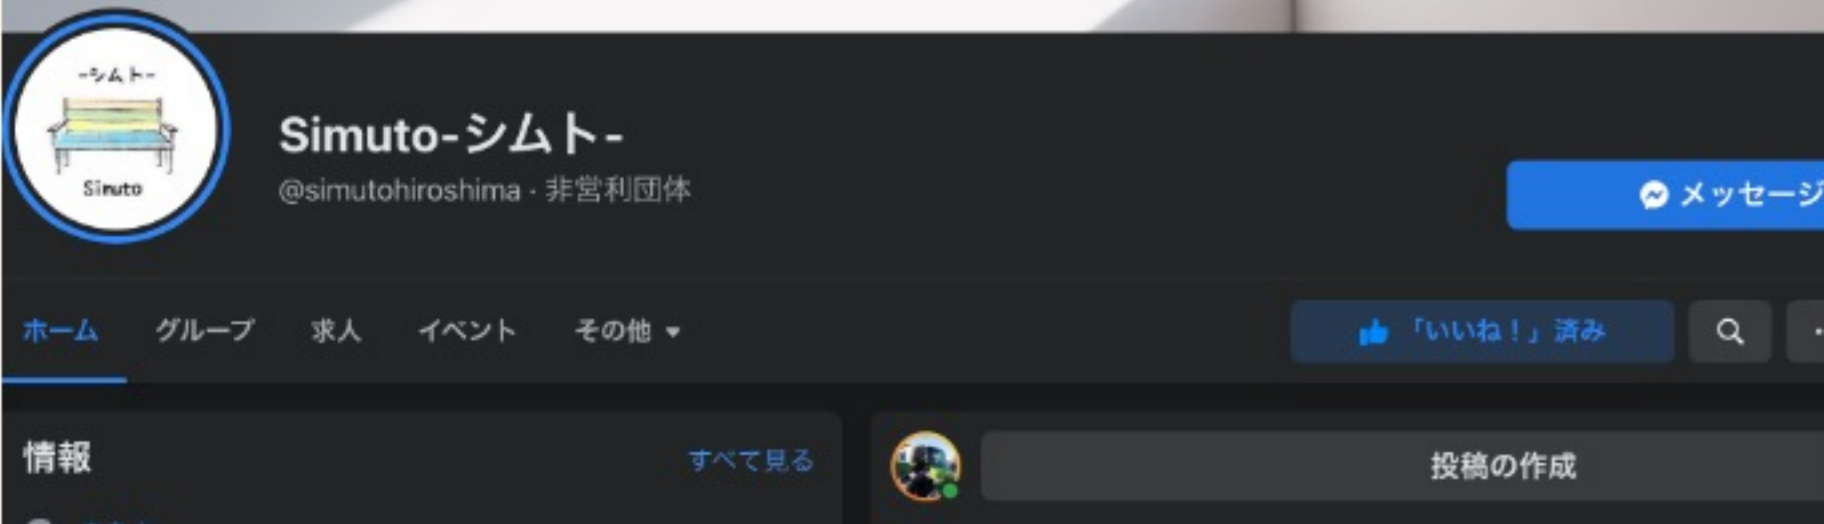 -シムト-
Simuto
Simuto-シムト-
@simutohiroshima · 非営利団体
メッセージ
ホーム グループ 求人 イベント その他
「いいね！」済み
情報 すべて見る
投稿の作成